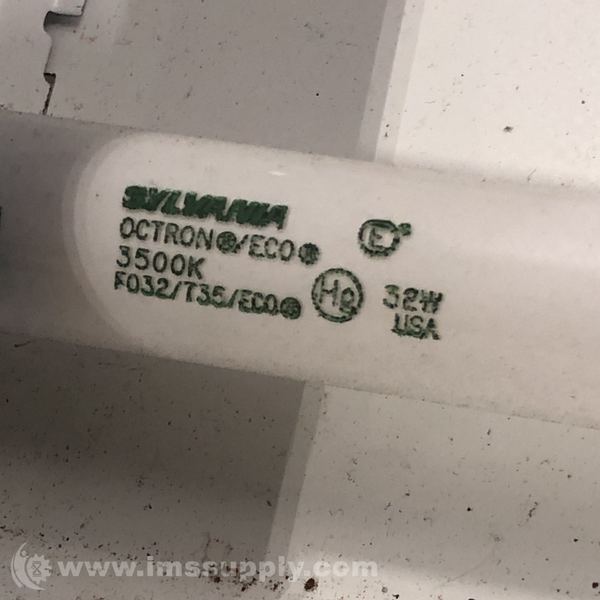 SYLVANIA
OCTRON®/ECO® E
3500K
FO32/T35/ECO® Hg 32W
USA
www.imssupply.com